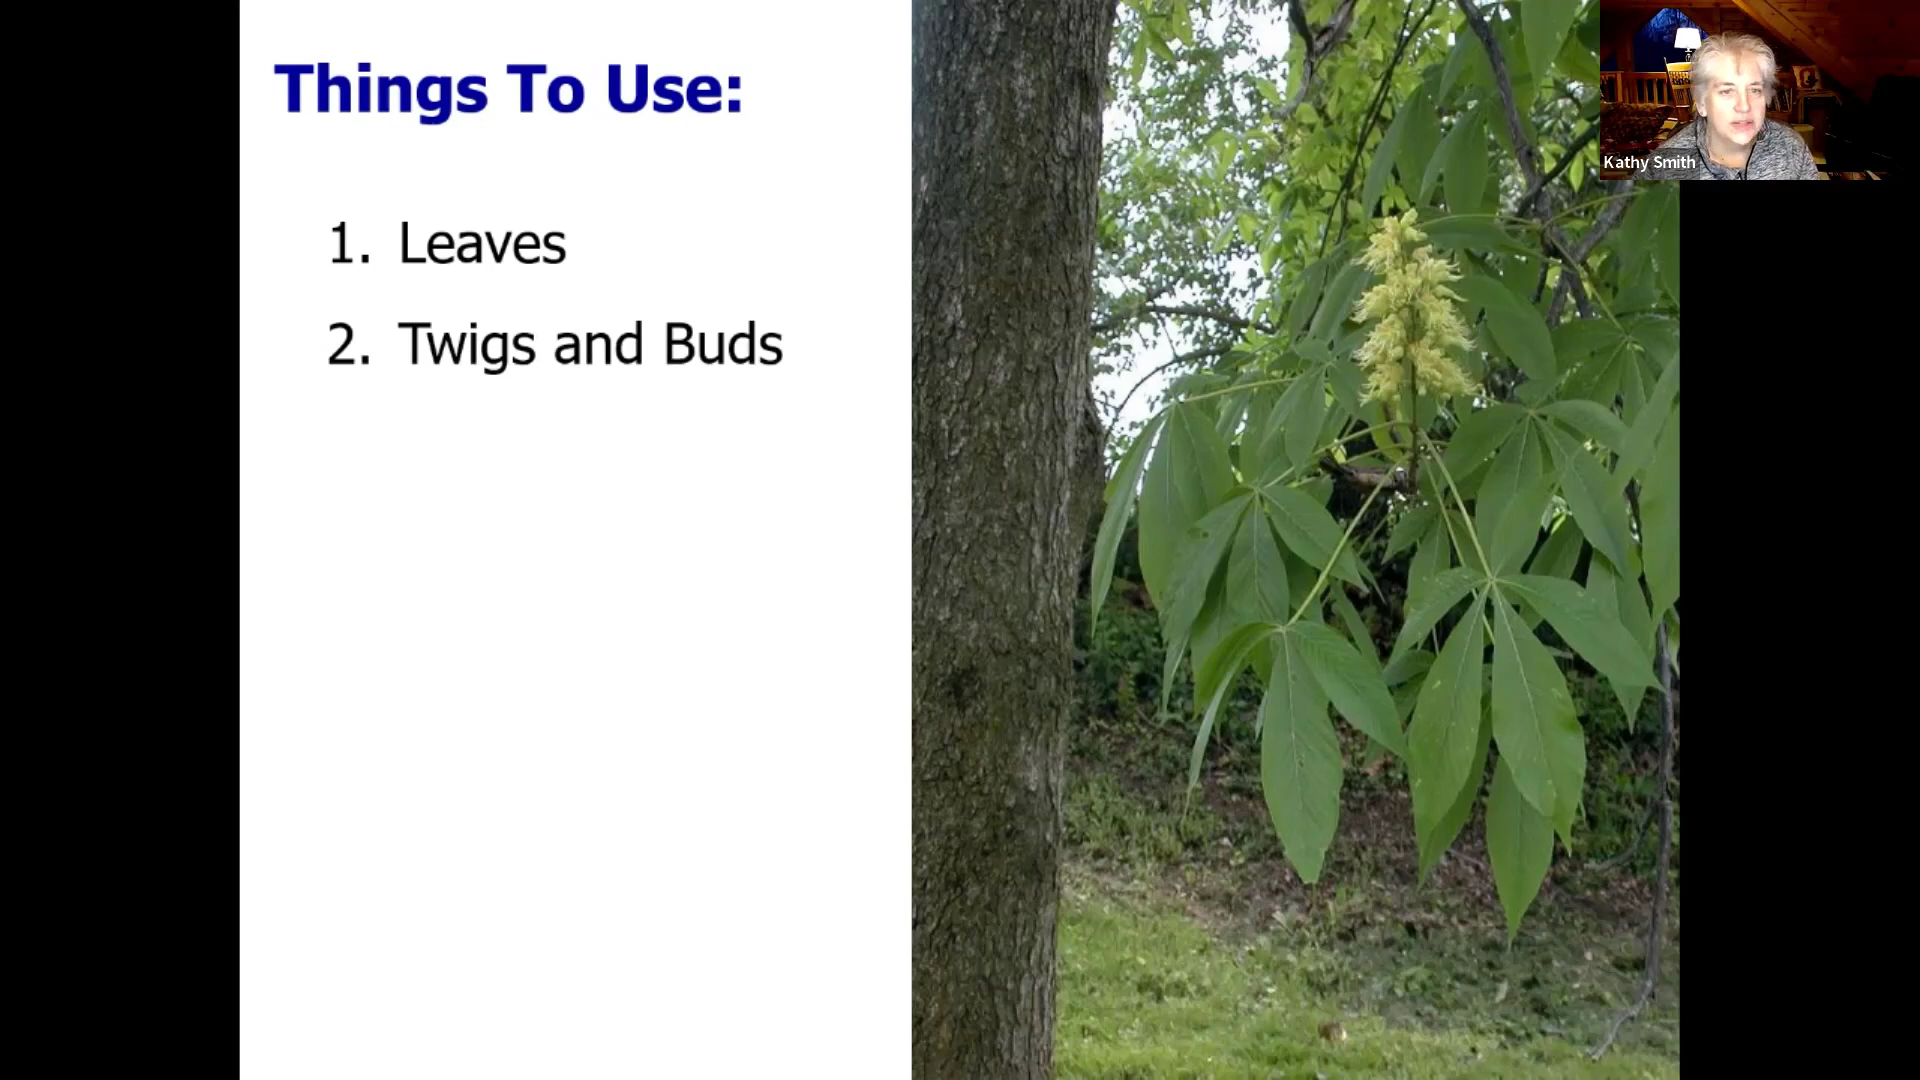 Things To Use:
1. Leaves
2. Twigs and Buds
Kathy Smith